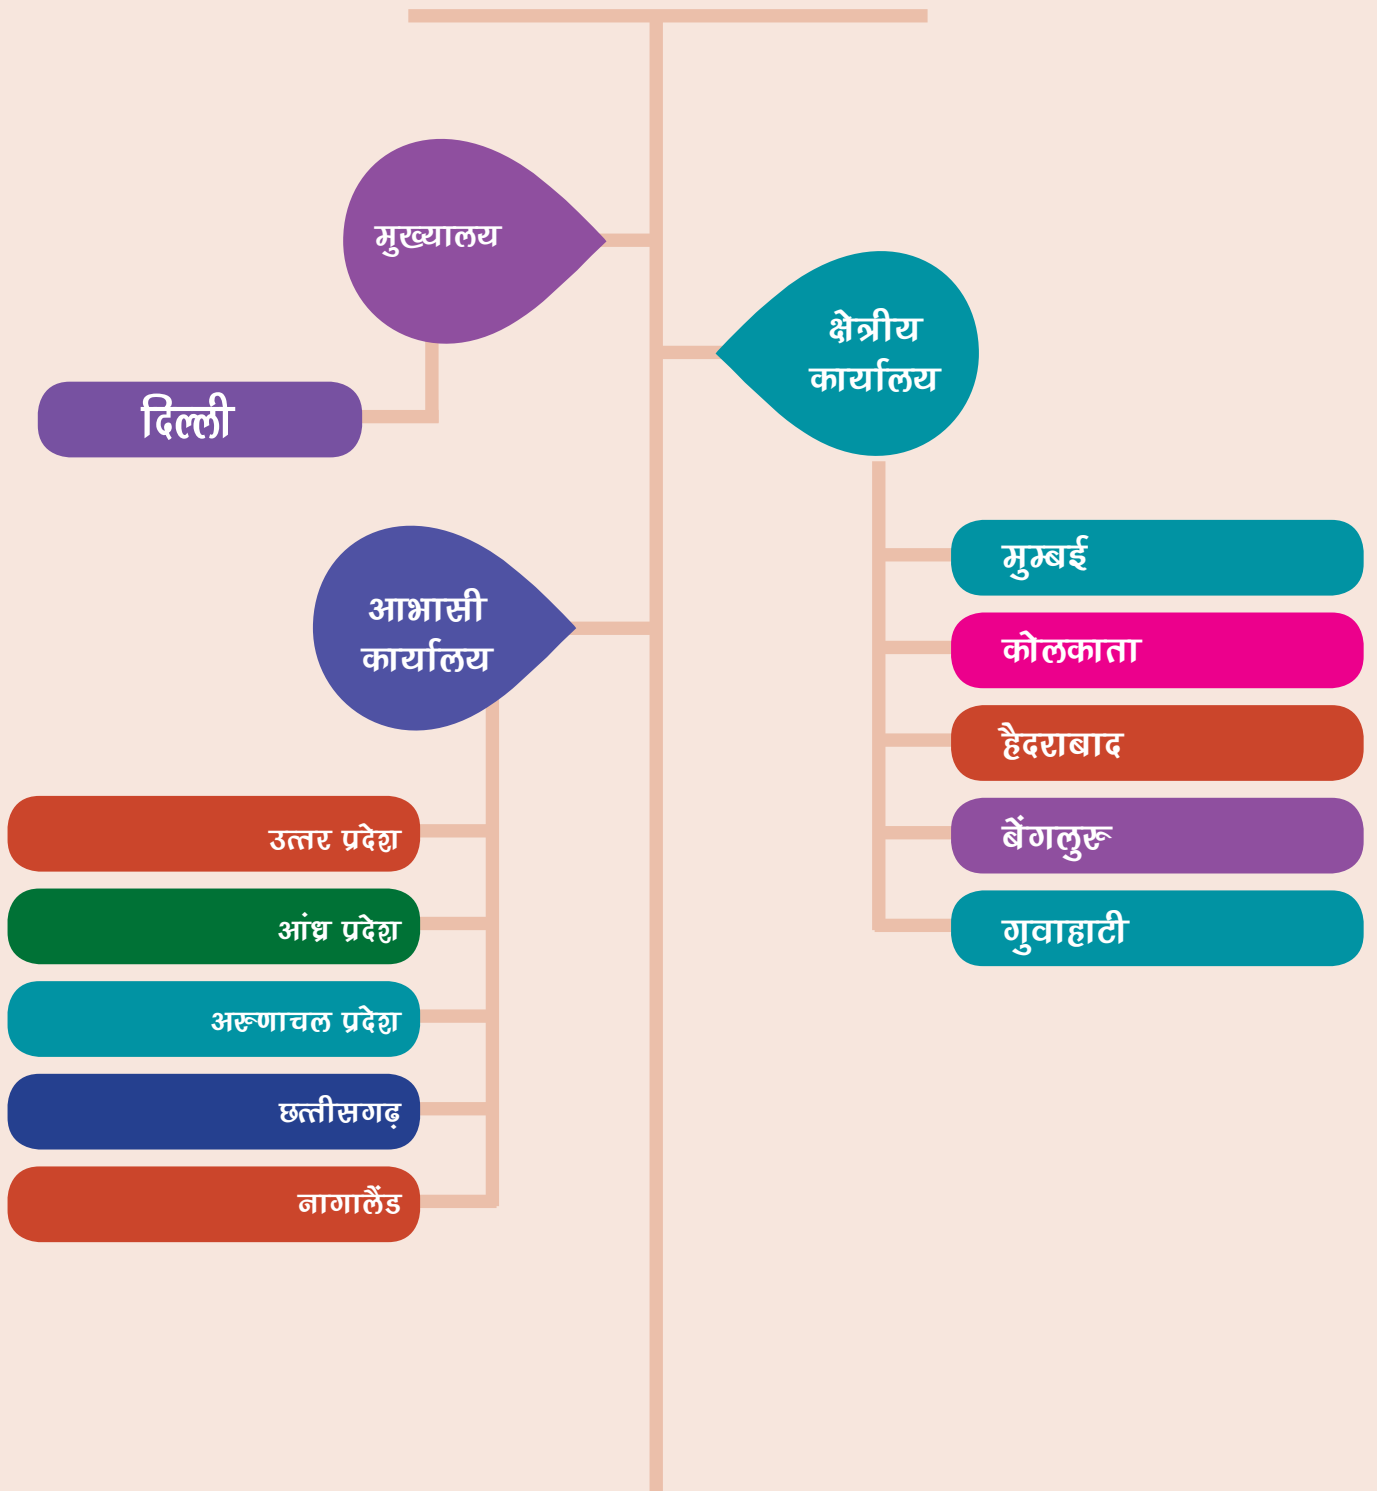 मुख्यालय
दिल्ली
क्षेत्रीय
कार्यालय
मुम्बई
कोलकाता
हैदराबाद
बेंगलुरू
गुवाहाटी
आभासी
कार्यालय
उत्तर प्रदेश
आंध्र प्रदेश
अरूणाचल प्रदेश
छत्तीसगढ़
नागालैंड